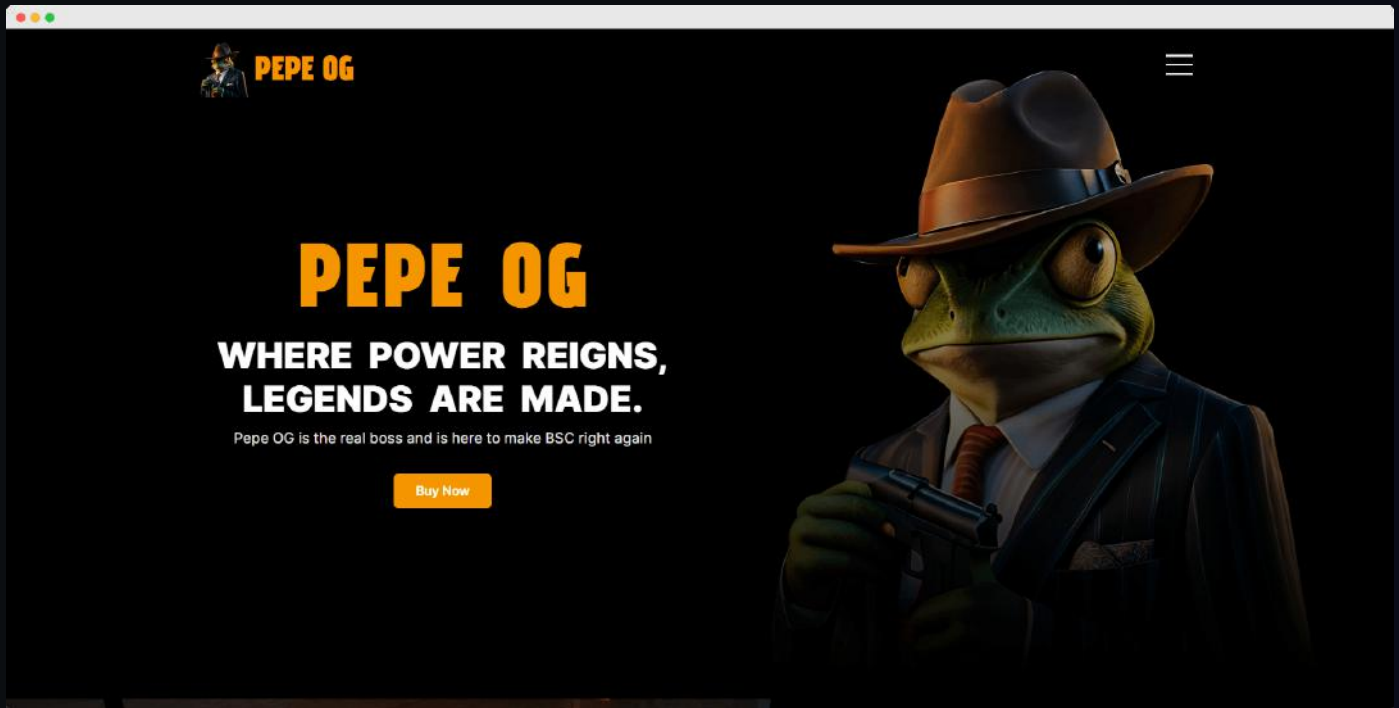 PEPE OG
PEPE OG
WHERE POWER REIGNS,
LEGENDS ARE MADE.
Pepe OG is the real boss and is here to make BSC right again
Buy Now